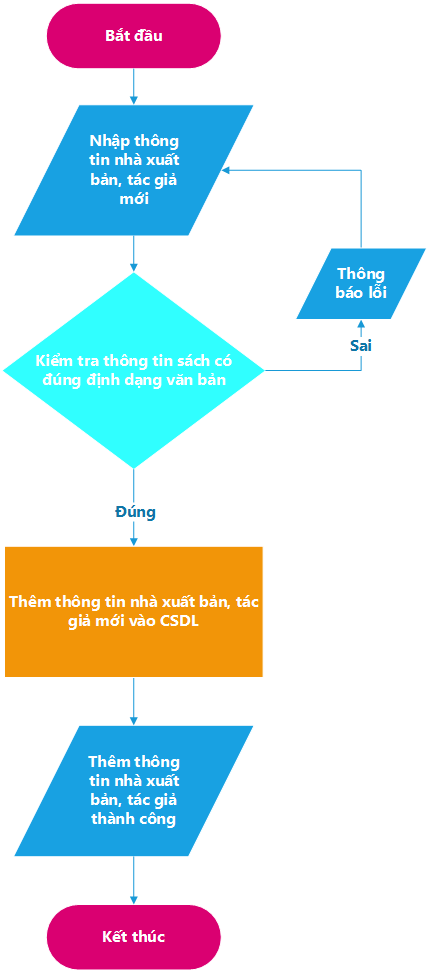 Bắt đầu
Nhập thông
tin nhà xuất
bản, tác giả
mới
Thông
báo lỗi
Sai
Kiểm tra thông tin sách có
đúng định dạng văn bản
Đúng
Thêm thông tin nhà xuất bản, tác
giả mới vào CSDL
Thêm thông
tin nhà xuất
bản, tác giả
thành công
Kết thúc